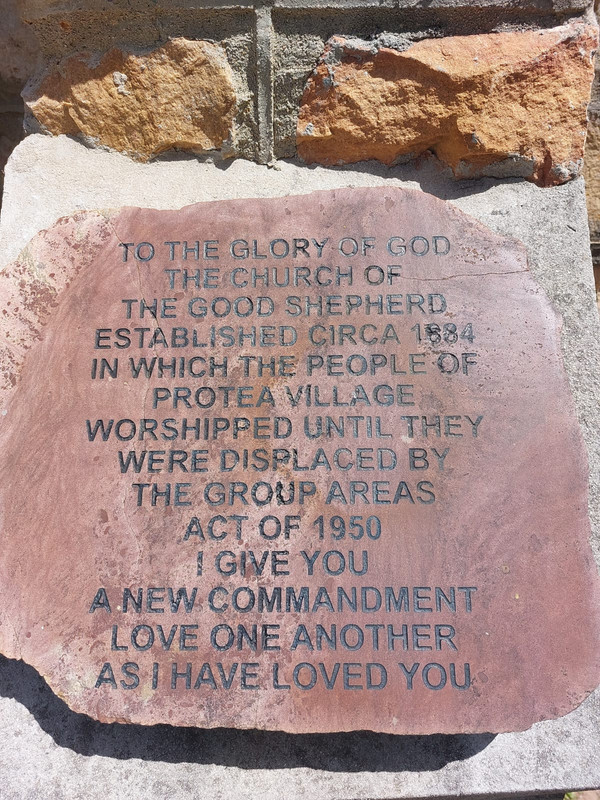 TO THE GLORY OF GOD
THE CHURCH OF
THE GOOD SHEPHERD
ESTABLISHED CIRCA 1884
IN WHICH THE PEOPLE OF
PROTEA VILLAGE
WORSHIPPED UNTIL THEY
WERE DISPLACED BY
THE GROUP AREAS
ACT OF 1950
I GIVE YOU
A NEW COMMANDMENT
LOVE ONE ANOTHER
AS I HAVE LOVED YOU